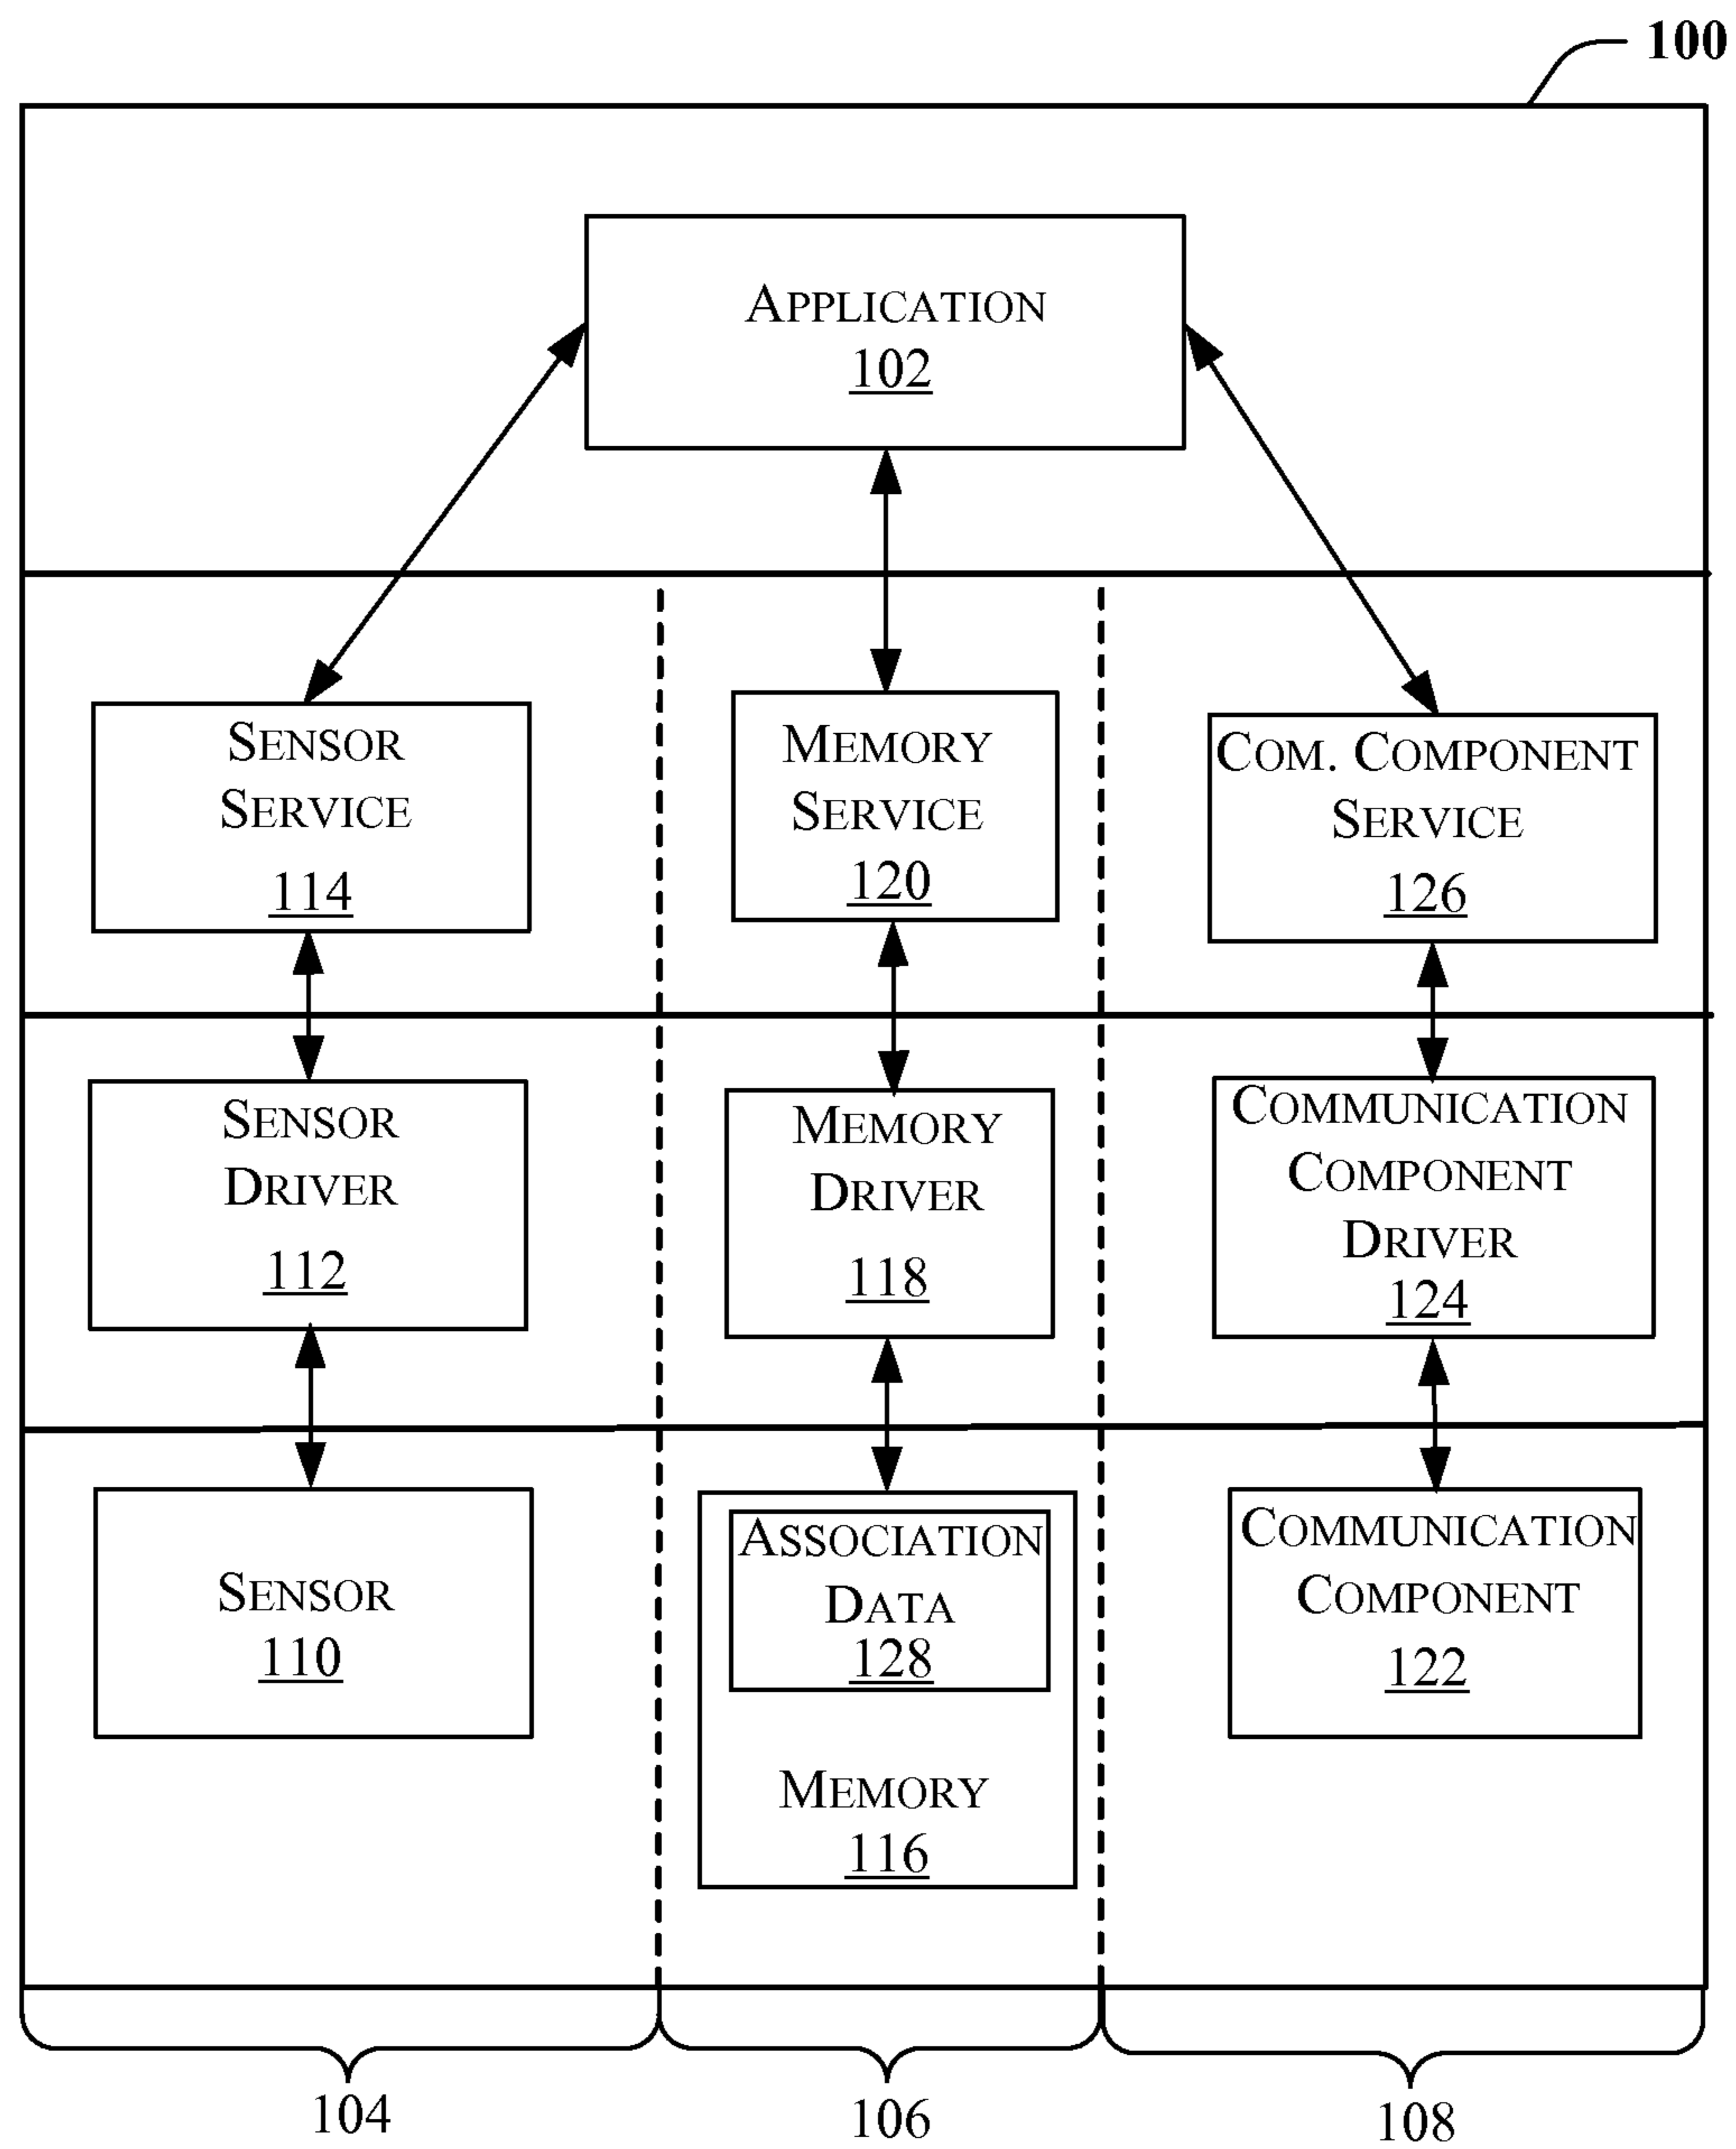 100
APPLICATION
102
SENSOR
SERVICE
114
MEMORY
SERVICE
120
COM. COMPONENT
SERVICE
126
SENSOR
DRIVER
112
MEMORY
DRIVER
118
COMMUNICATION
COMPONENT
DRIVER
124
SENSOR
110
ASSOCIATION
DATA
128
MEMORY
116
COMMUNICATION
COMPONENT
122
104
106
108